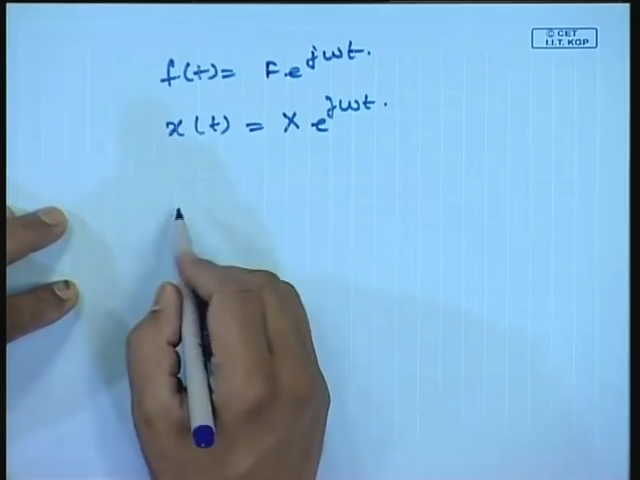 © CET
I.I.T. KGP
f(t) = F e^{jωt}.
x(t) = X e^{jωt}.